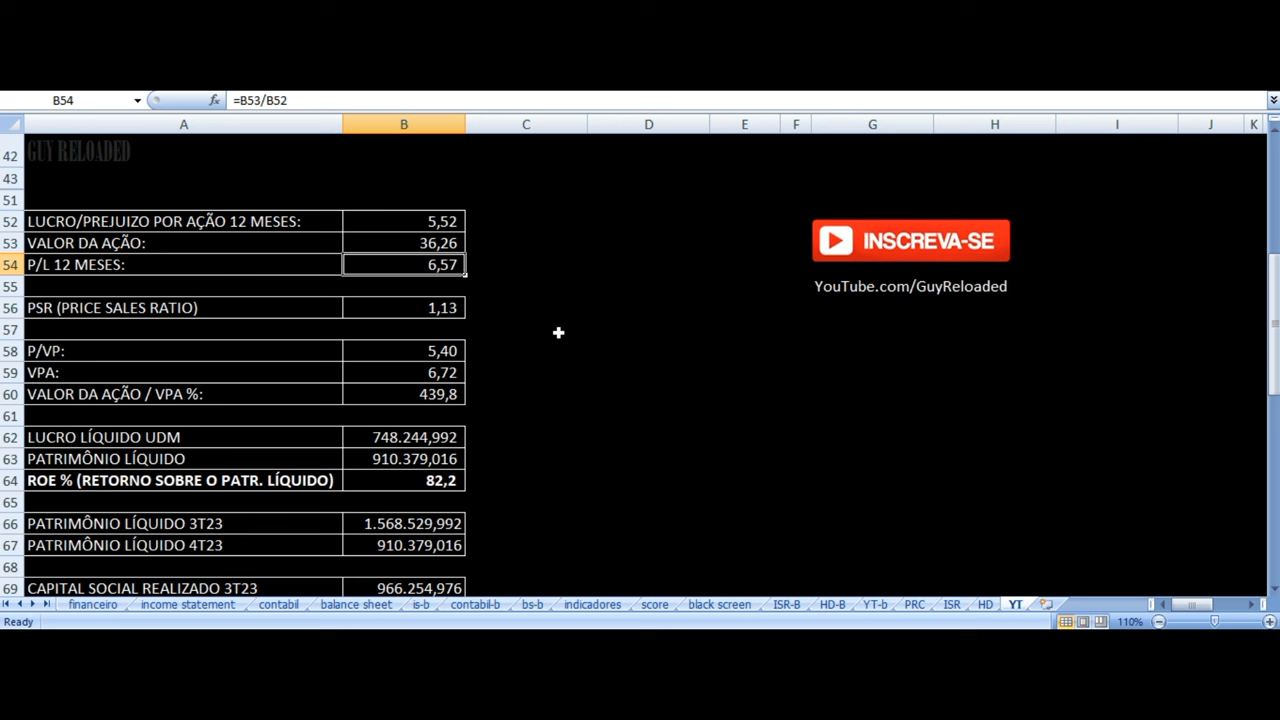 B54 fx =B53/B52
A B C D E F G H I J K
42 GUY RELOADED
43
51
52 LUCRO/PREJUIZO POR AÇÃO 12 MESES: 5,52
53 VALOR DA AÇÃO: 36,26
54 P/L 12 MESES: 6,57
55
56 PSR (PRICE SALES RATIO) 1,13
57
58 P/VP: 5,40
59 VPA: 6,72
60 VALOR DA AÇÃO / VPA %: 439,8
61
62 LUCRO LÍQUIDO UDM 748.244,992
63 PATRIMÔNIO LÍQUIDO 910.379,016
64 ROE % (RETORNO SOBRE O PATR. LÍQUIDO) 82,2
65
66 PATRIMÔNIO LÍQUIDO 3T23 1.568.529,992
67 PATRIMÔNIO LÍQUIDO 4T23 910.379,016
68
69 CAPITAL SOCIAL REALIZADO 3T23 966.254,976
INSCREVA-SE
YouTube.com/GuyReloaded
financeiro income statement contabil balance sheet is-b contabil-b bs-b indicadores score black screen ISR-B HD-B YT-b PRC ISR HD YT
Ready 110%